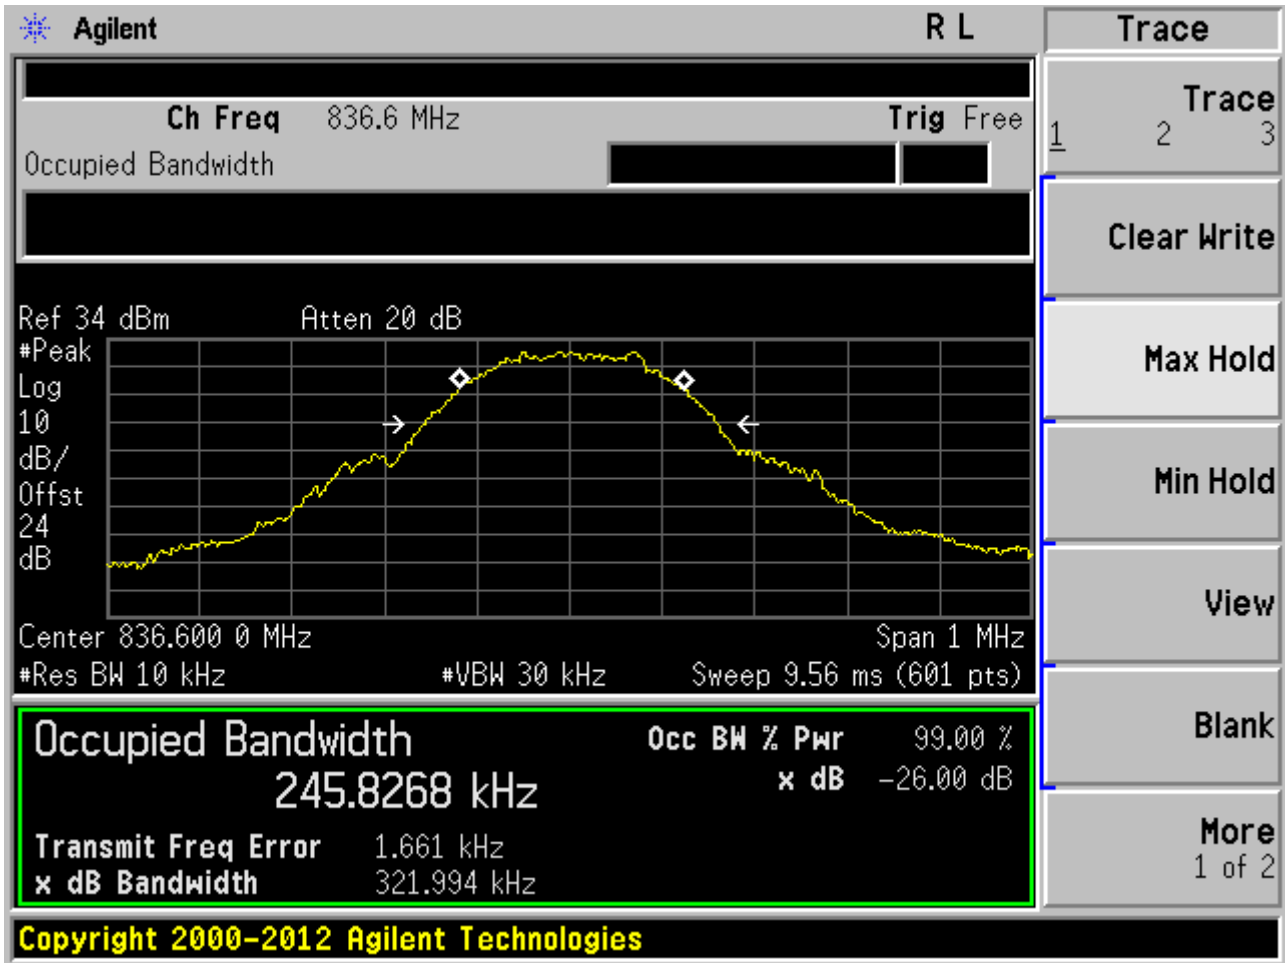 Agilent R L
Trace
Ch Freq 836.6 MHz Trig Free
Occupied Bandwidth
Trace
1 2 3
Clear Write
Max Hold
Min Hold
View
Blank
More
1 of 2
Ref 34 dBm Atten 20 dB
#Peak
Log
10
dB/
Offst
24
dB
Center 836.600 0 MHz Span 1 MHz
#Res BW 10 kHz #VBW 30 kHz Sweep 9.56 ms (601 pts)
Occupied Bandwidth Occ BW % Pwr 99.00 %
245.8268 kHz x dB -26.00 dB
Transmit Freq Error 1.661 kHz
x dB Bandwidth 321.994 kHz
Copyright 2000-2012 Agilent Technologies